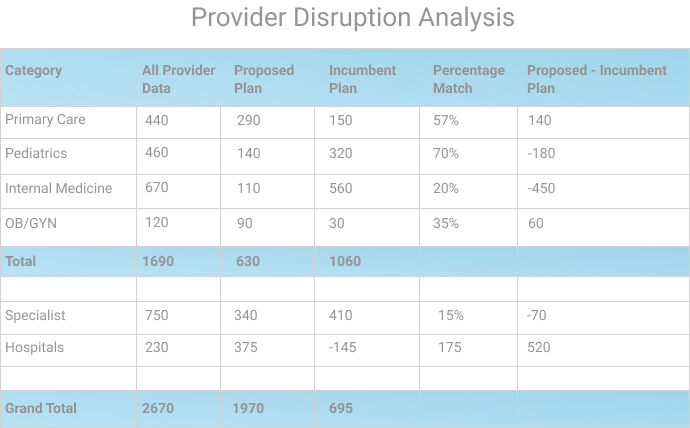 Provider Disruption Analysis
Category All Provider Data Proposed Plan Incumbent Plan Percentage Match Proposed - Incumbent Plan
Primary Care 440 290 150 57% 140
Pediatrics 460 140 320 70% -180
Internal Medicine 670 110 560 20% -450
OB/GYN 120 90 30 35% 60
Total 1690 630 1060
Specialist 750 340 410 15% -70
Hospitals 230 375 -145 175 520
Grand Total 2670 1970 695